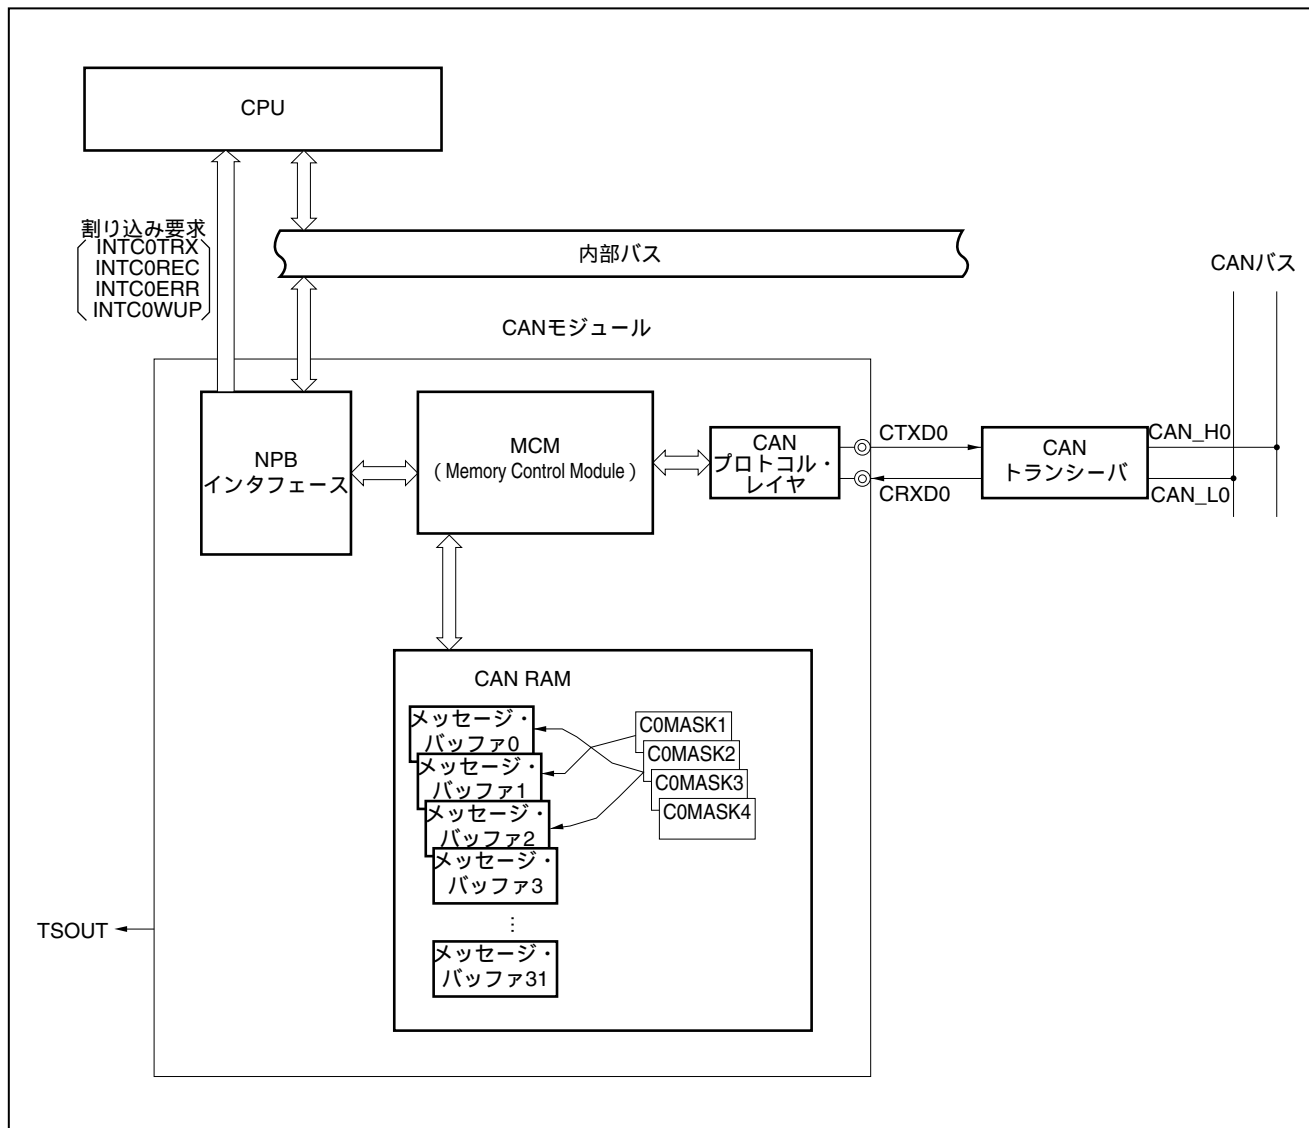 CPU
割り込み要求
INTC0TRX
INTC0REC
INTC0ERR
INTC0WUP
内部バス
CANバス
CANモジュール
NPB
インタフェース
MCM
( Memory Control Module )
CAN
プロトコル・
レイヤ
CTXD0
CRXD0
CAN
トランシーバ
CAN_H0
CAN_L0
CAN RAM
メッセージ・
バッファ0
メッセージ・
バッファ1
メッセージ・
バッファ2
メッセージ・
バッファ3
⋮
メッセージ・
バッファ31
C0MASK1
C0MASK2
C0MASK3
C0MASK4
TSOUT